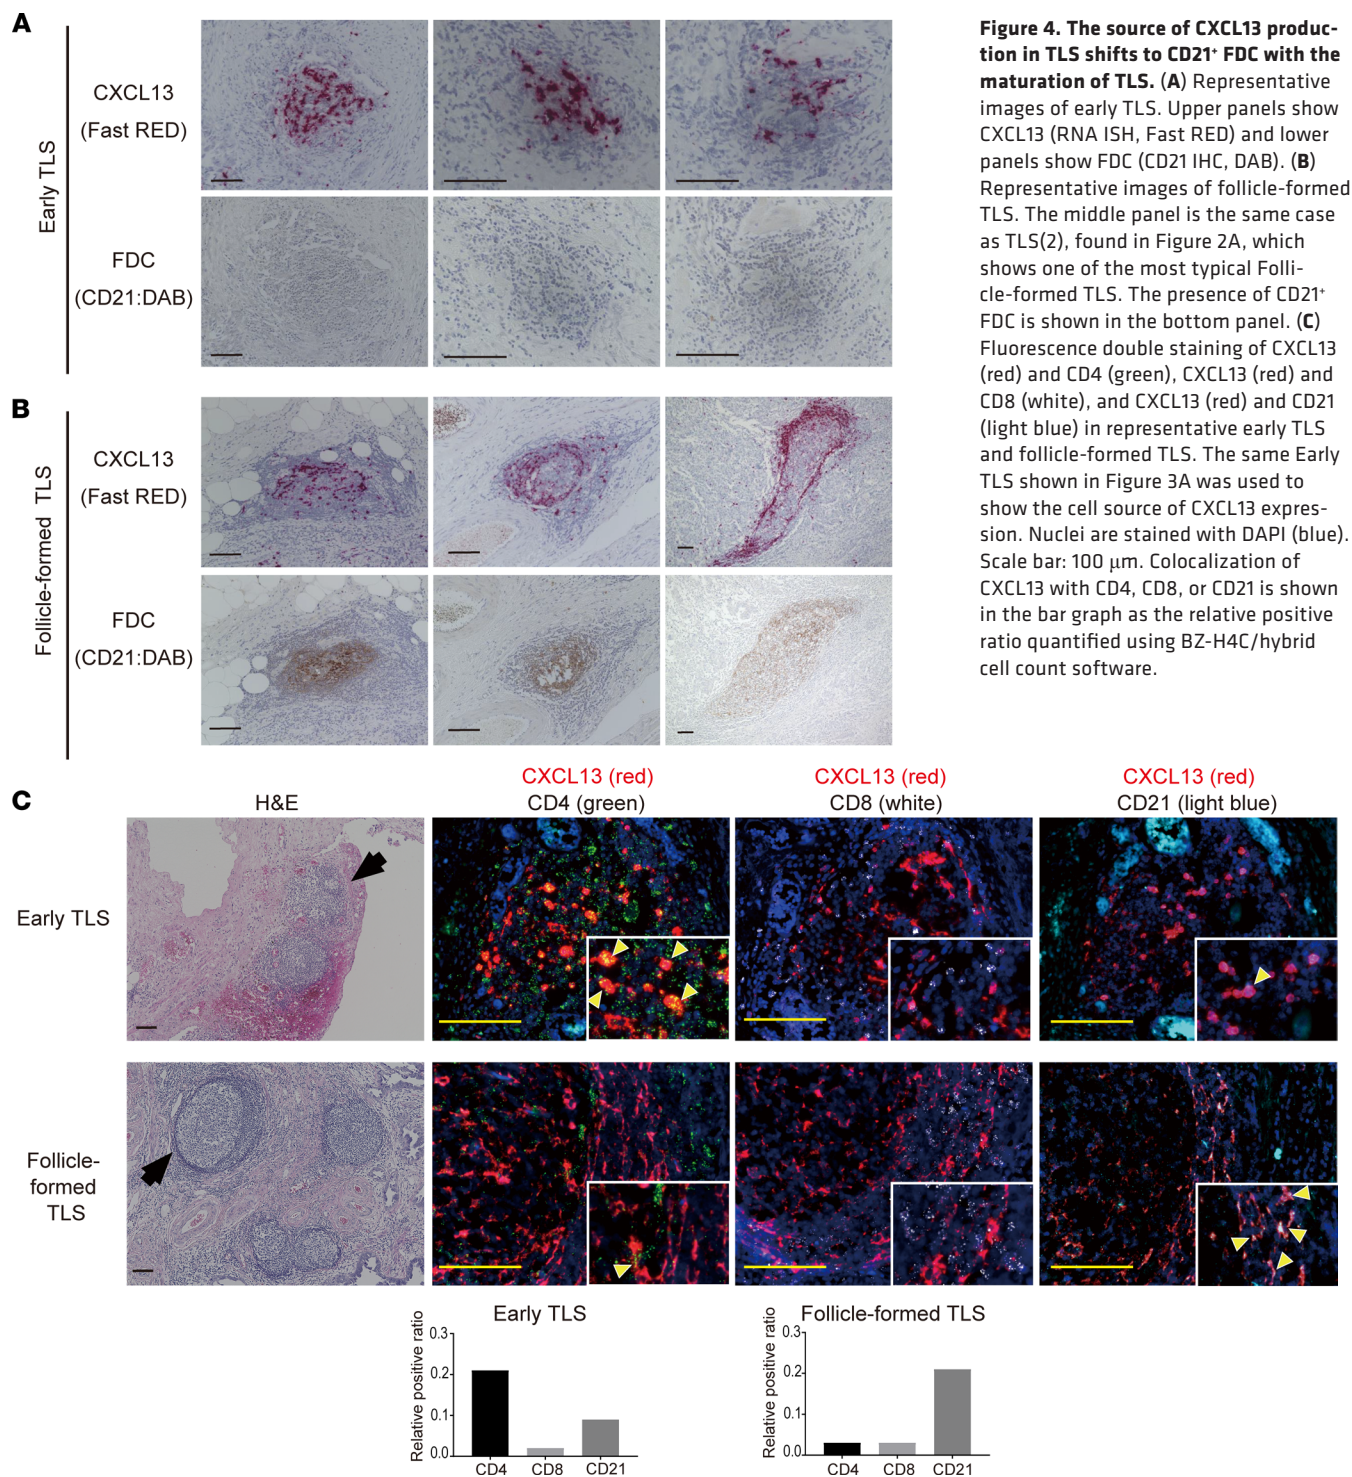 A
Early TLS
CXCL13
(Fast RED)
FDC
(CD21:DAB)
B
Follicle-formed TLS
CXCL13
(Fast RED)
FDC
(CD21:DAB)
Figure 4. The source of CXCL13 produc-
tion in TLS shifts to CD21+ FDC with the
maturation of TLS. (A) Representative
images of early TLS. Upper panels show
CXCL13 (RNA ISH, Fast RED) and lower
panels show FDC (CD21 IHC, DAB). (B)
Representative images of follicle-formed
TLS. The middle panel is the same case
as TLS(2), found in Figure 2A, which
shows one of the most typical Folli-
cle-formed TLS. The presence of CD21+
FDC is shown in the bottom panel. (C)
Fluorescence double staining of CXCL13
(red) and CD4 (green), CXCL13 (red) and
CD8 (white), and CXCL13 (red) and CD21
(light blue) in representative early TLS
and follicle-formed TLS. The same Early
TLS shown in Figure 3A was used to
show the cell source of CXCL13 expres-
sion. Nuclei are stained with DAPI (blue).
Scale bar: 100 μm. Colocalization of
CXCL13 with CD4, CD8, or CD21 is shown
in the bar graph as the relative positive
ratio quantified using BZ-H4C/hybrid
cell count software.
C
H&E
CXCL13 (red)
CD4 (green)
CXCL13 (red)
CD8 (white)
CXCL13 (red)
CD21 (light blue)
Early TLS
Follicle-
formed
TLS
Early TLS
Relative positive ratio
0.3
0.2
0.1
0.0
CD4 CD8 CD21
Follicle-formed TLS
Relative positive ratio
0.3
0.2
0.1
0.0
CD4 CD8 CD21